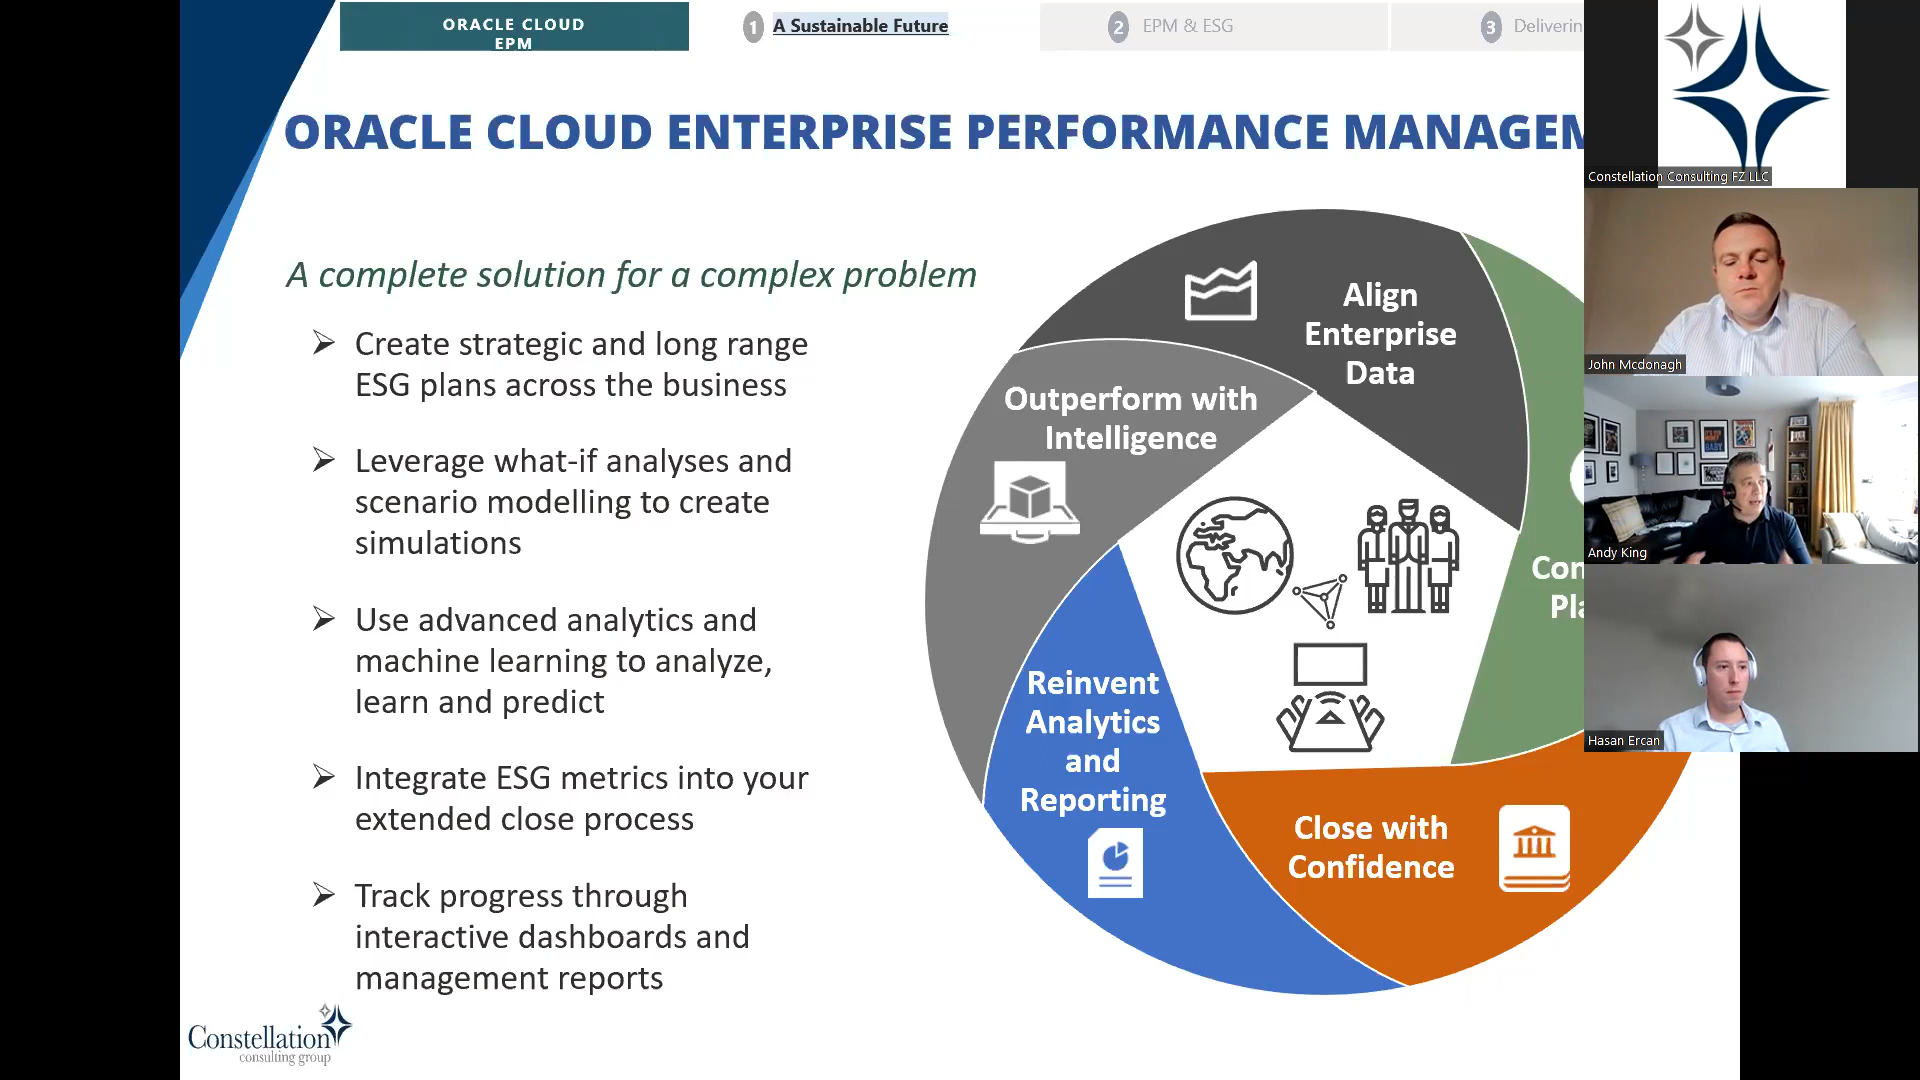 ORACLE CLOUD
EPM
1 A Sustainable Future
2 EPM & ESG
3 Deliverin
ORACLE CLOUD ENTERPRISE PERFORMANCE MANAGEM
A complete solution for a complex problem
Create strategic and long range
ESG plans across the business
Leverage what-if analyses and
scenario modelling to create
simulations
Use advanced analytics and
machine learning to analyze,
learn and predict
Integrate ESG metrics into your
extended close process
Track progress through
interactive dashboards and
management reports
Align
Enterprise
Data
Outperform with
Intelligence
Con
Pla
Reinvent
Analytics
and
Reporting
Close with
Confidence
Constellation
consulting group
Constellation Consulting FZ LLC
John Mcdonagh
Andy King
Hasan Ercan